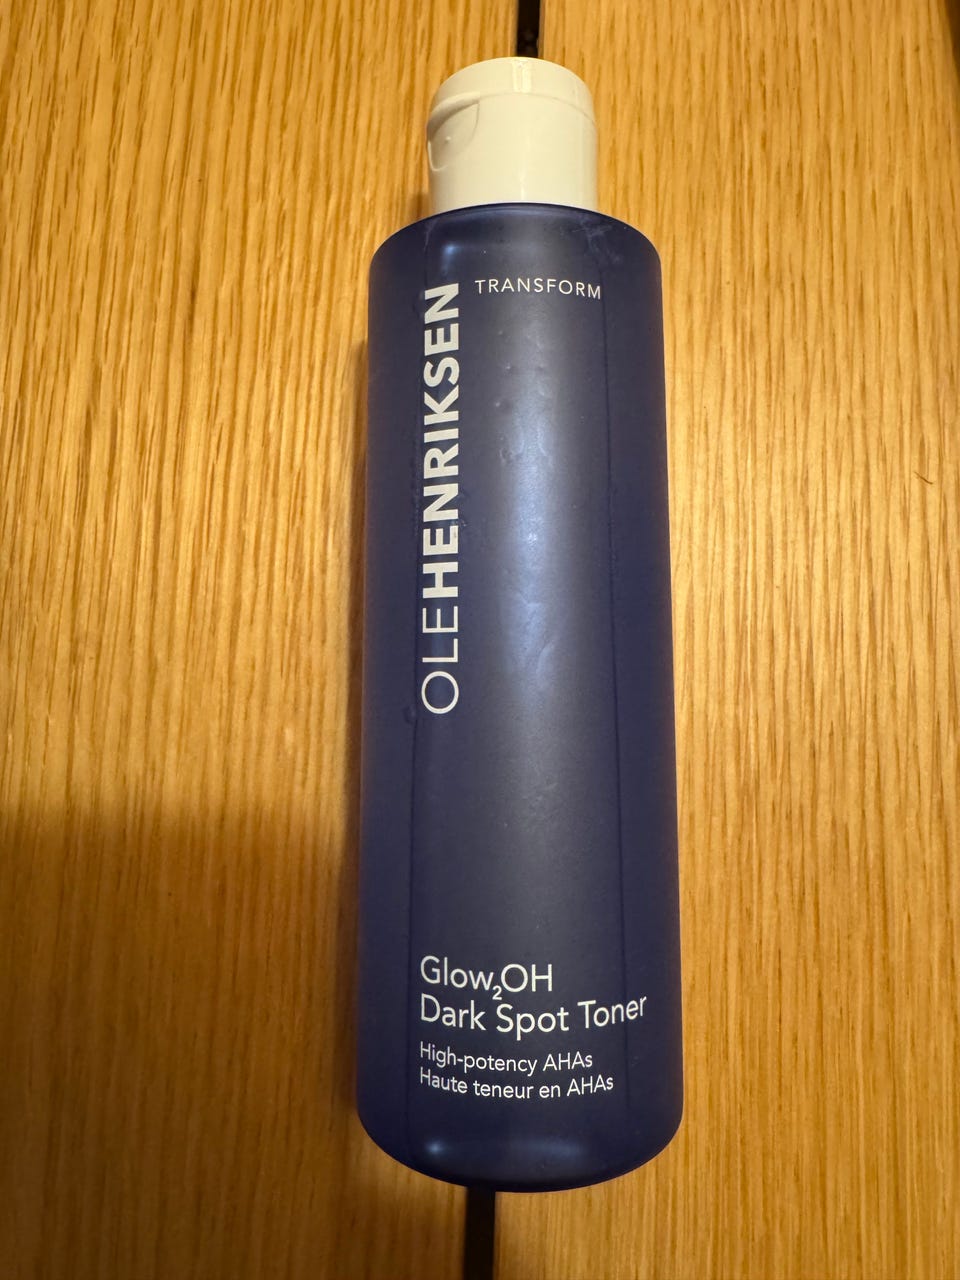 TRANSFORM
OLEHENRIKSEN
Glow₂OH
Dark Spot Toner
High-potency AHAs
Haute teneur en AHAs